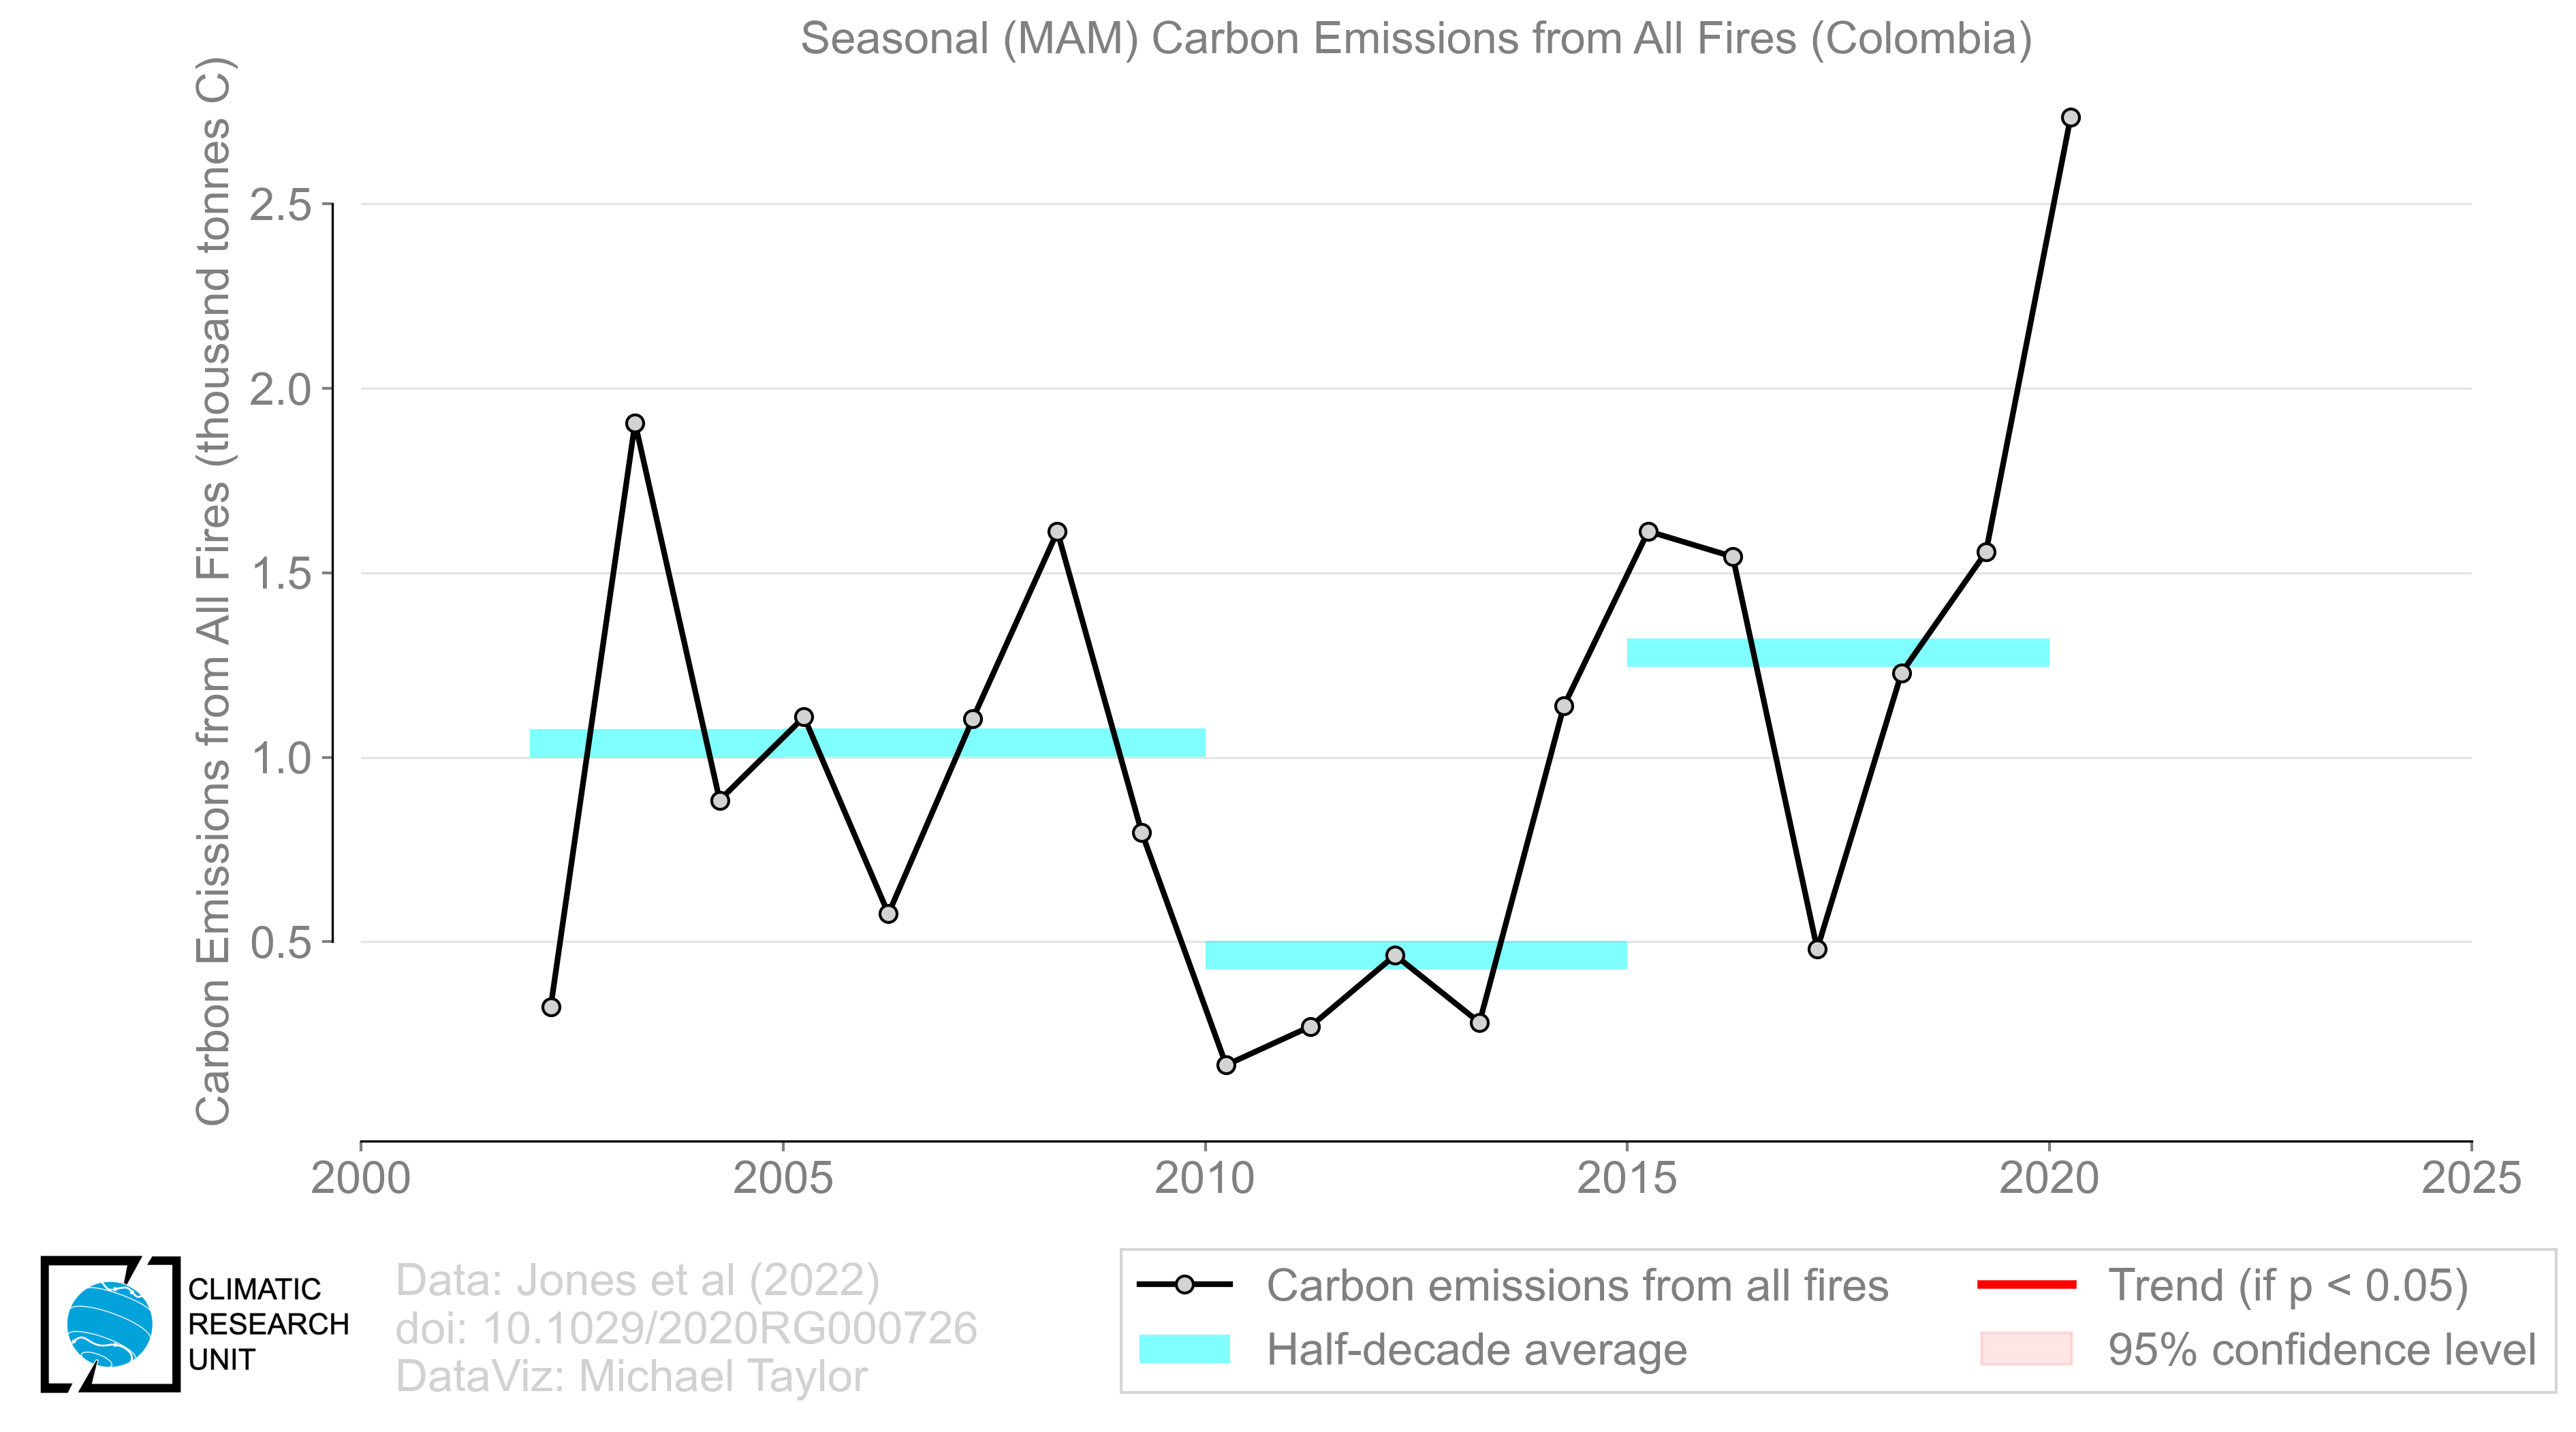 Seasonal (MAM) Carbon Emissions from All Fires (Colombia)
Carbon Emissions from All Fires (thousand tonnes C)
2.5
2.0
1.5
1.0
0.5
2000
2005
2010
2015
2020
2025
CLIMATIC
RESEARCH
UNIT
Data: Jones et al (2022)
doi: 10.1029/2020RG000726
DataViz: Michael Taylor
Carbon emissions from all fires
Half-decade average
Trend (if p < 0.05)
95% confidence level